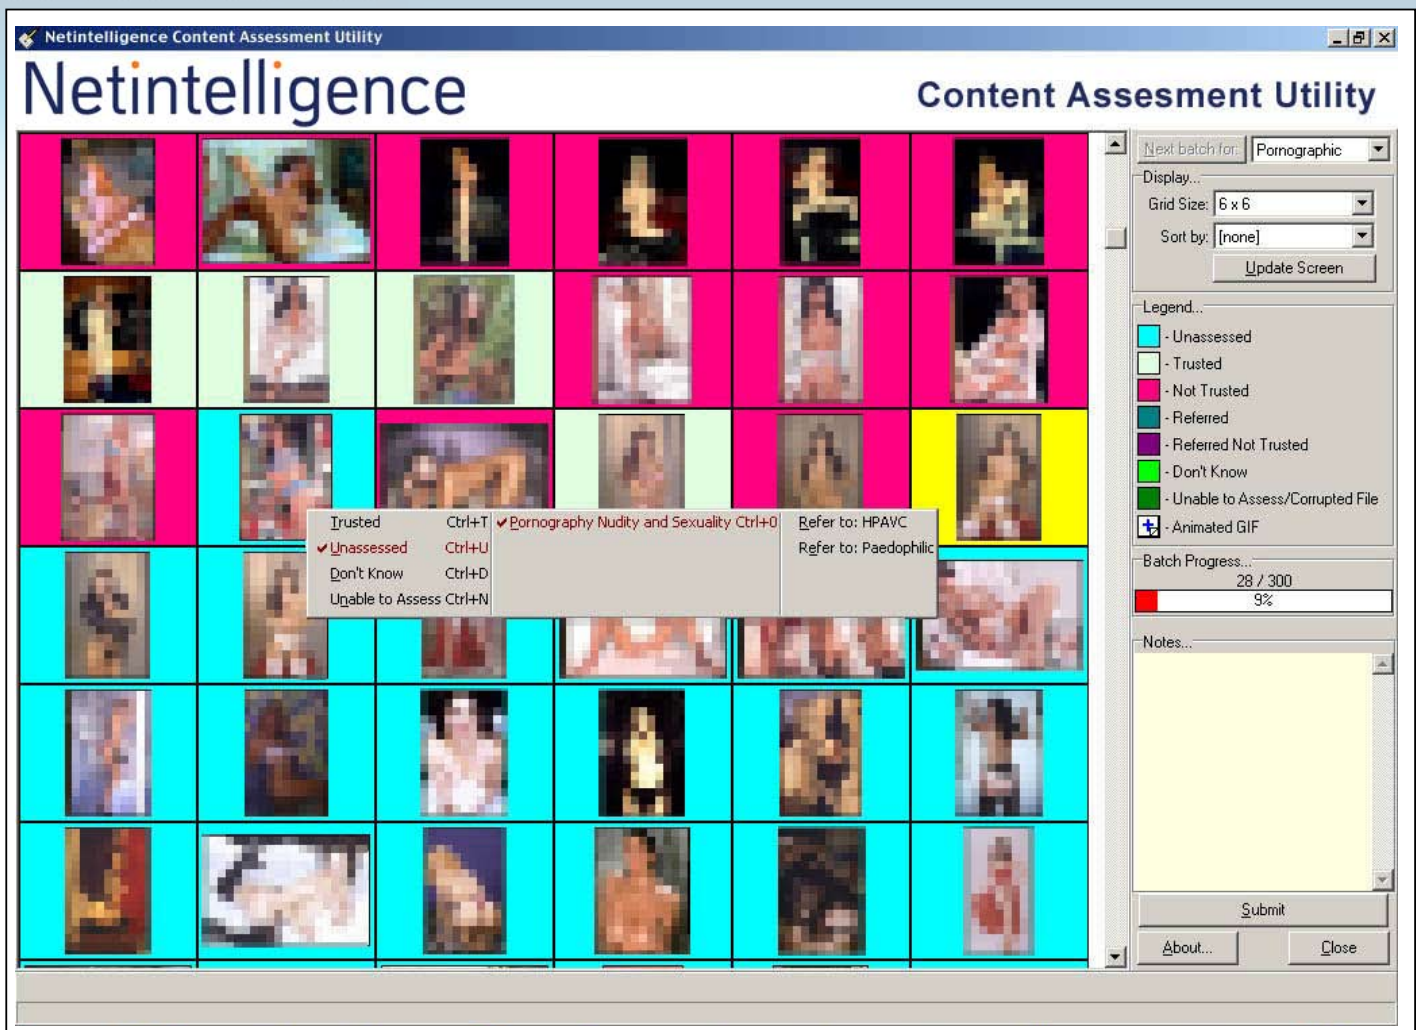 Netintelligence Content Assessment Utility
Netintelligence
Content Assesment Utility
Next batch for: Pornographic
Display...
Grid Size: 6 x 6
Sort by: [none]
Update Screen
Legend...
- Unassessed
- Trusted
- Not Trusted
- Referred
- Referred Not Trusted
- Don't Know
- Unable to Assess/Corrupted File
- Animated GIF
Trusted Ctrl+T
Unassessed Ctrl+U
Don't Know Ctrl+D
Unable to Assess Ctrl+N
Pornography Nudity and Sexuality Ctrl+0
Refer to: HPAVC
Refer to: Paedophilic
Batch Progress...
28 / 300
9%
Notes...
Submit
About...
Close